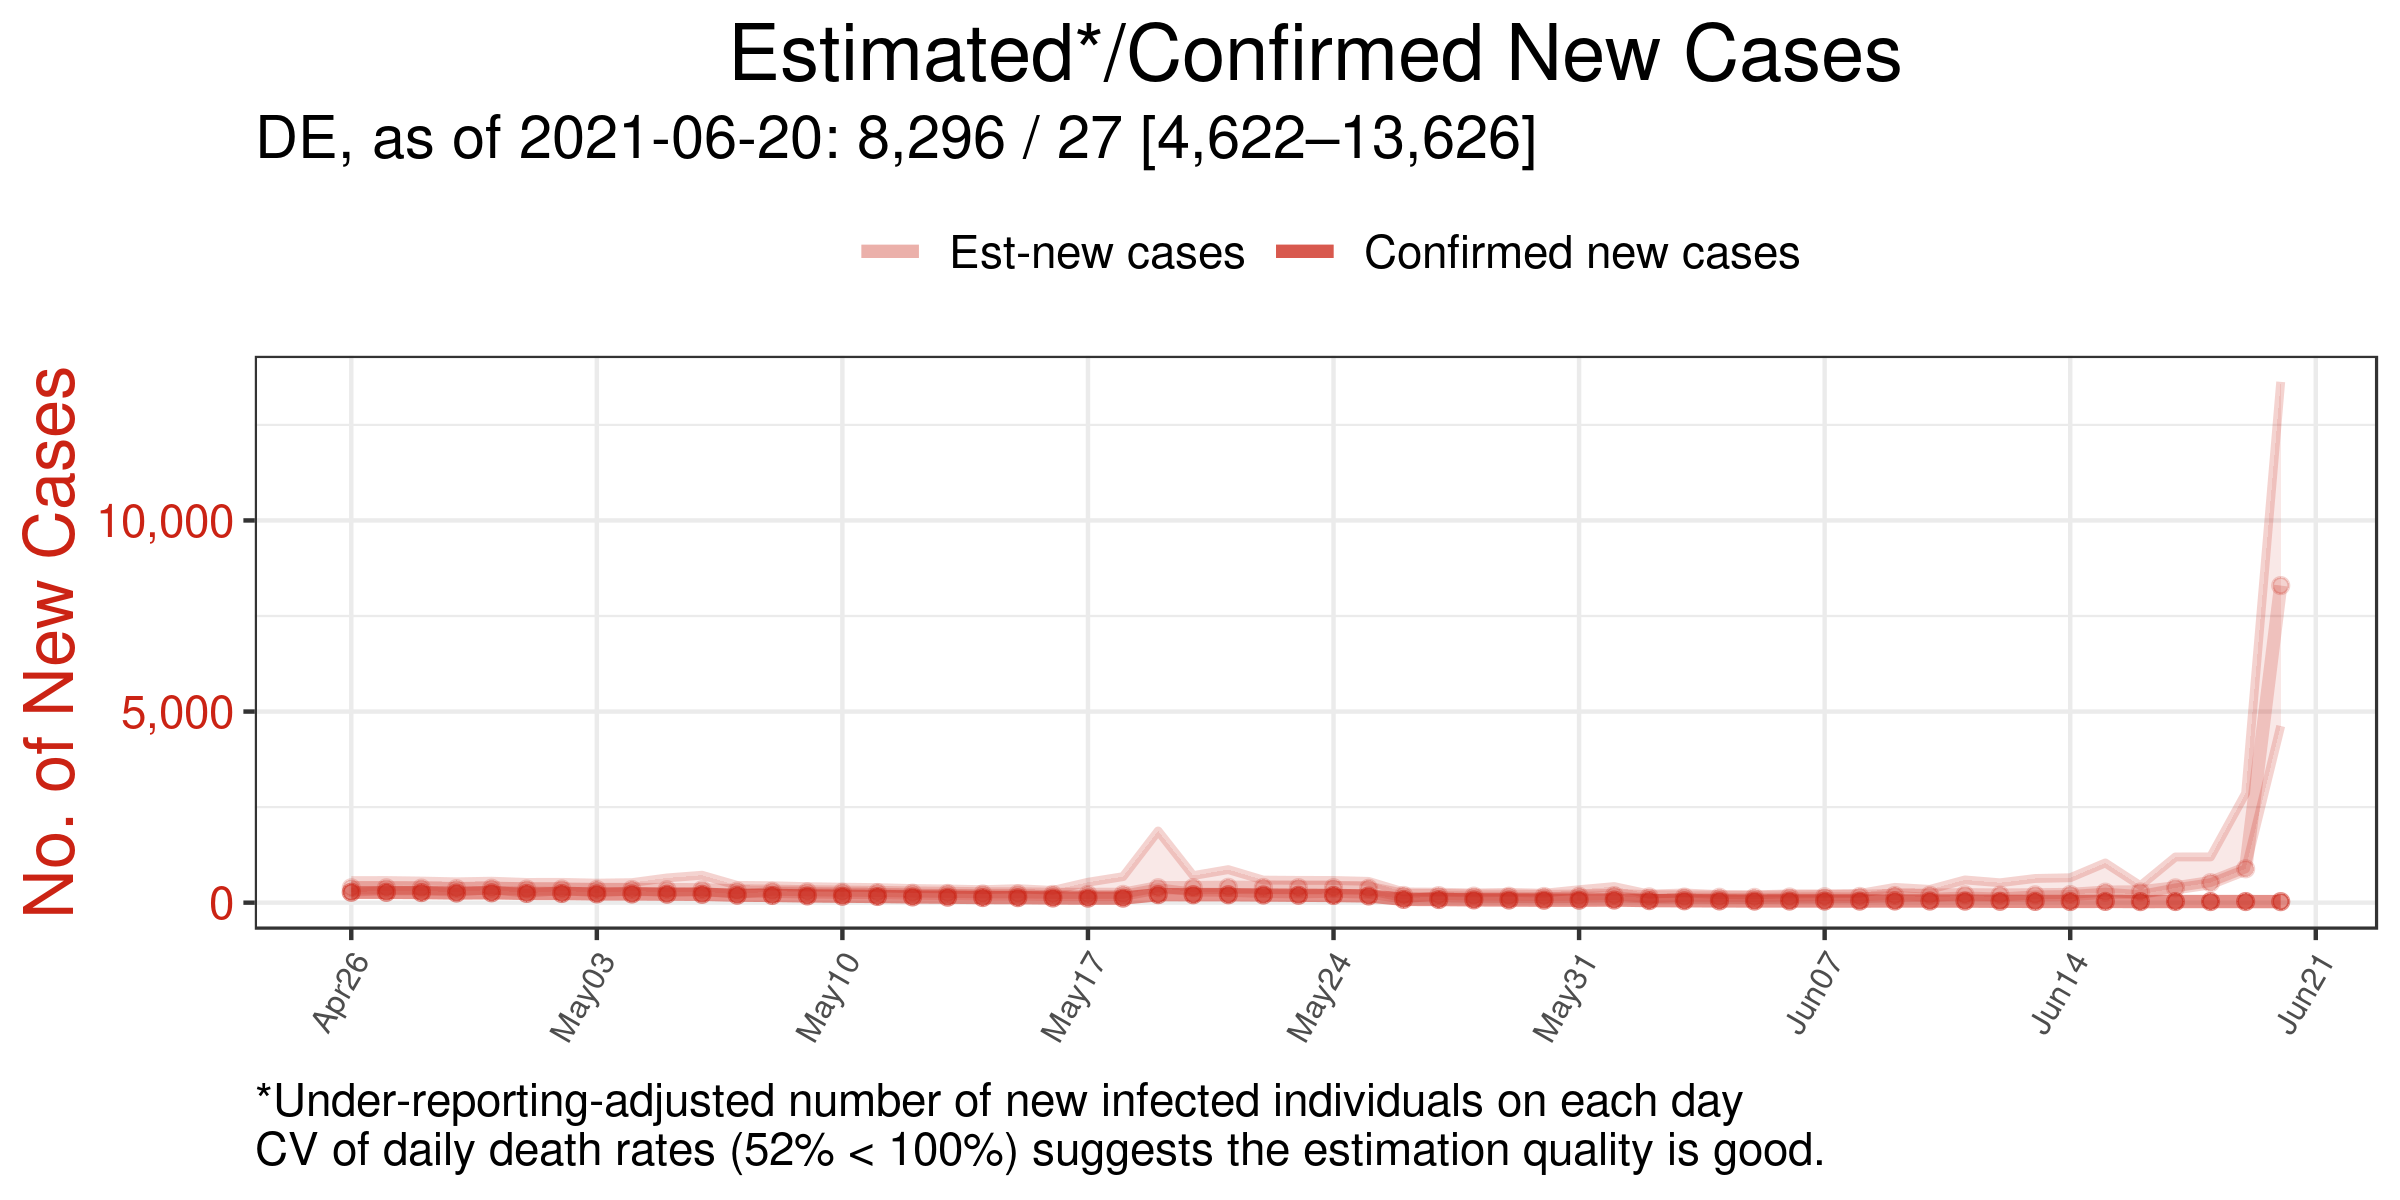 Estimated*/Confirmed New Cases
DE, as of 2021-06-20: 8,296 / 27 [4,622–13,626]
Est-new cases
Confirmed new cases
No. of New Cases
10,000
5,000
0
Apr26
May03
May10
May17
May24
May31
Jun07
Jun14
Jun21
*Under-reporting-adjusted number of new infected individuals on each day
CV of daily death rates (52% < 100%) suggests the estimation quality is good.